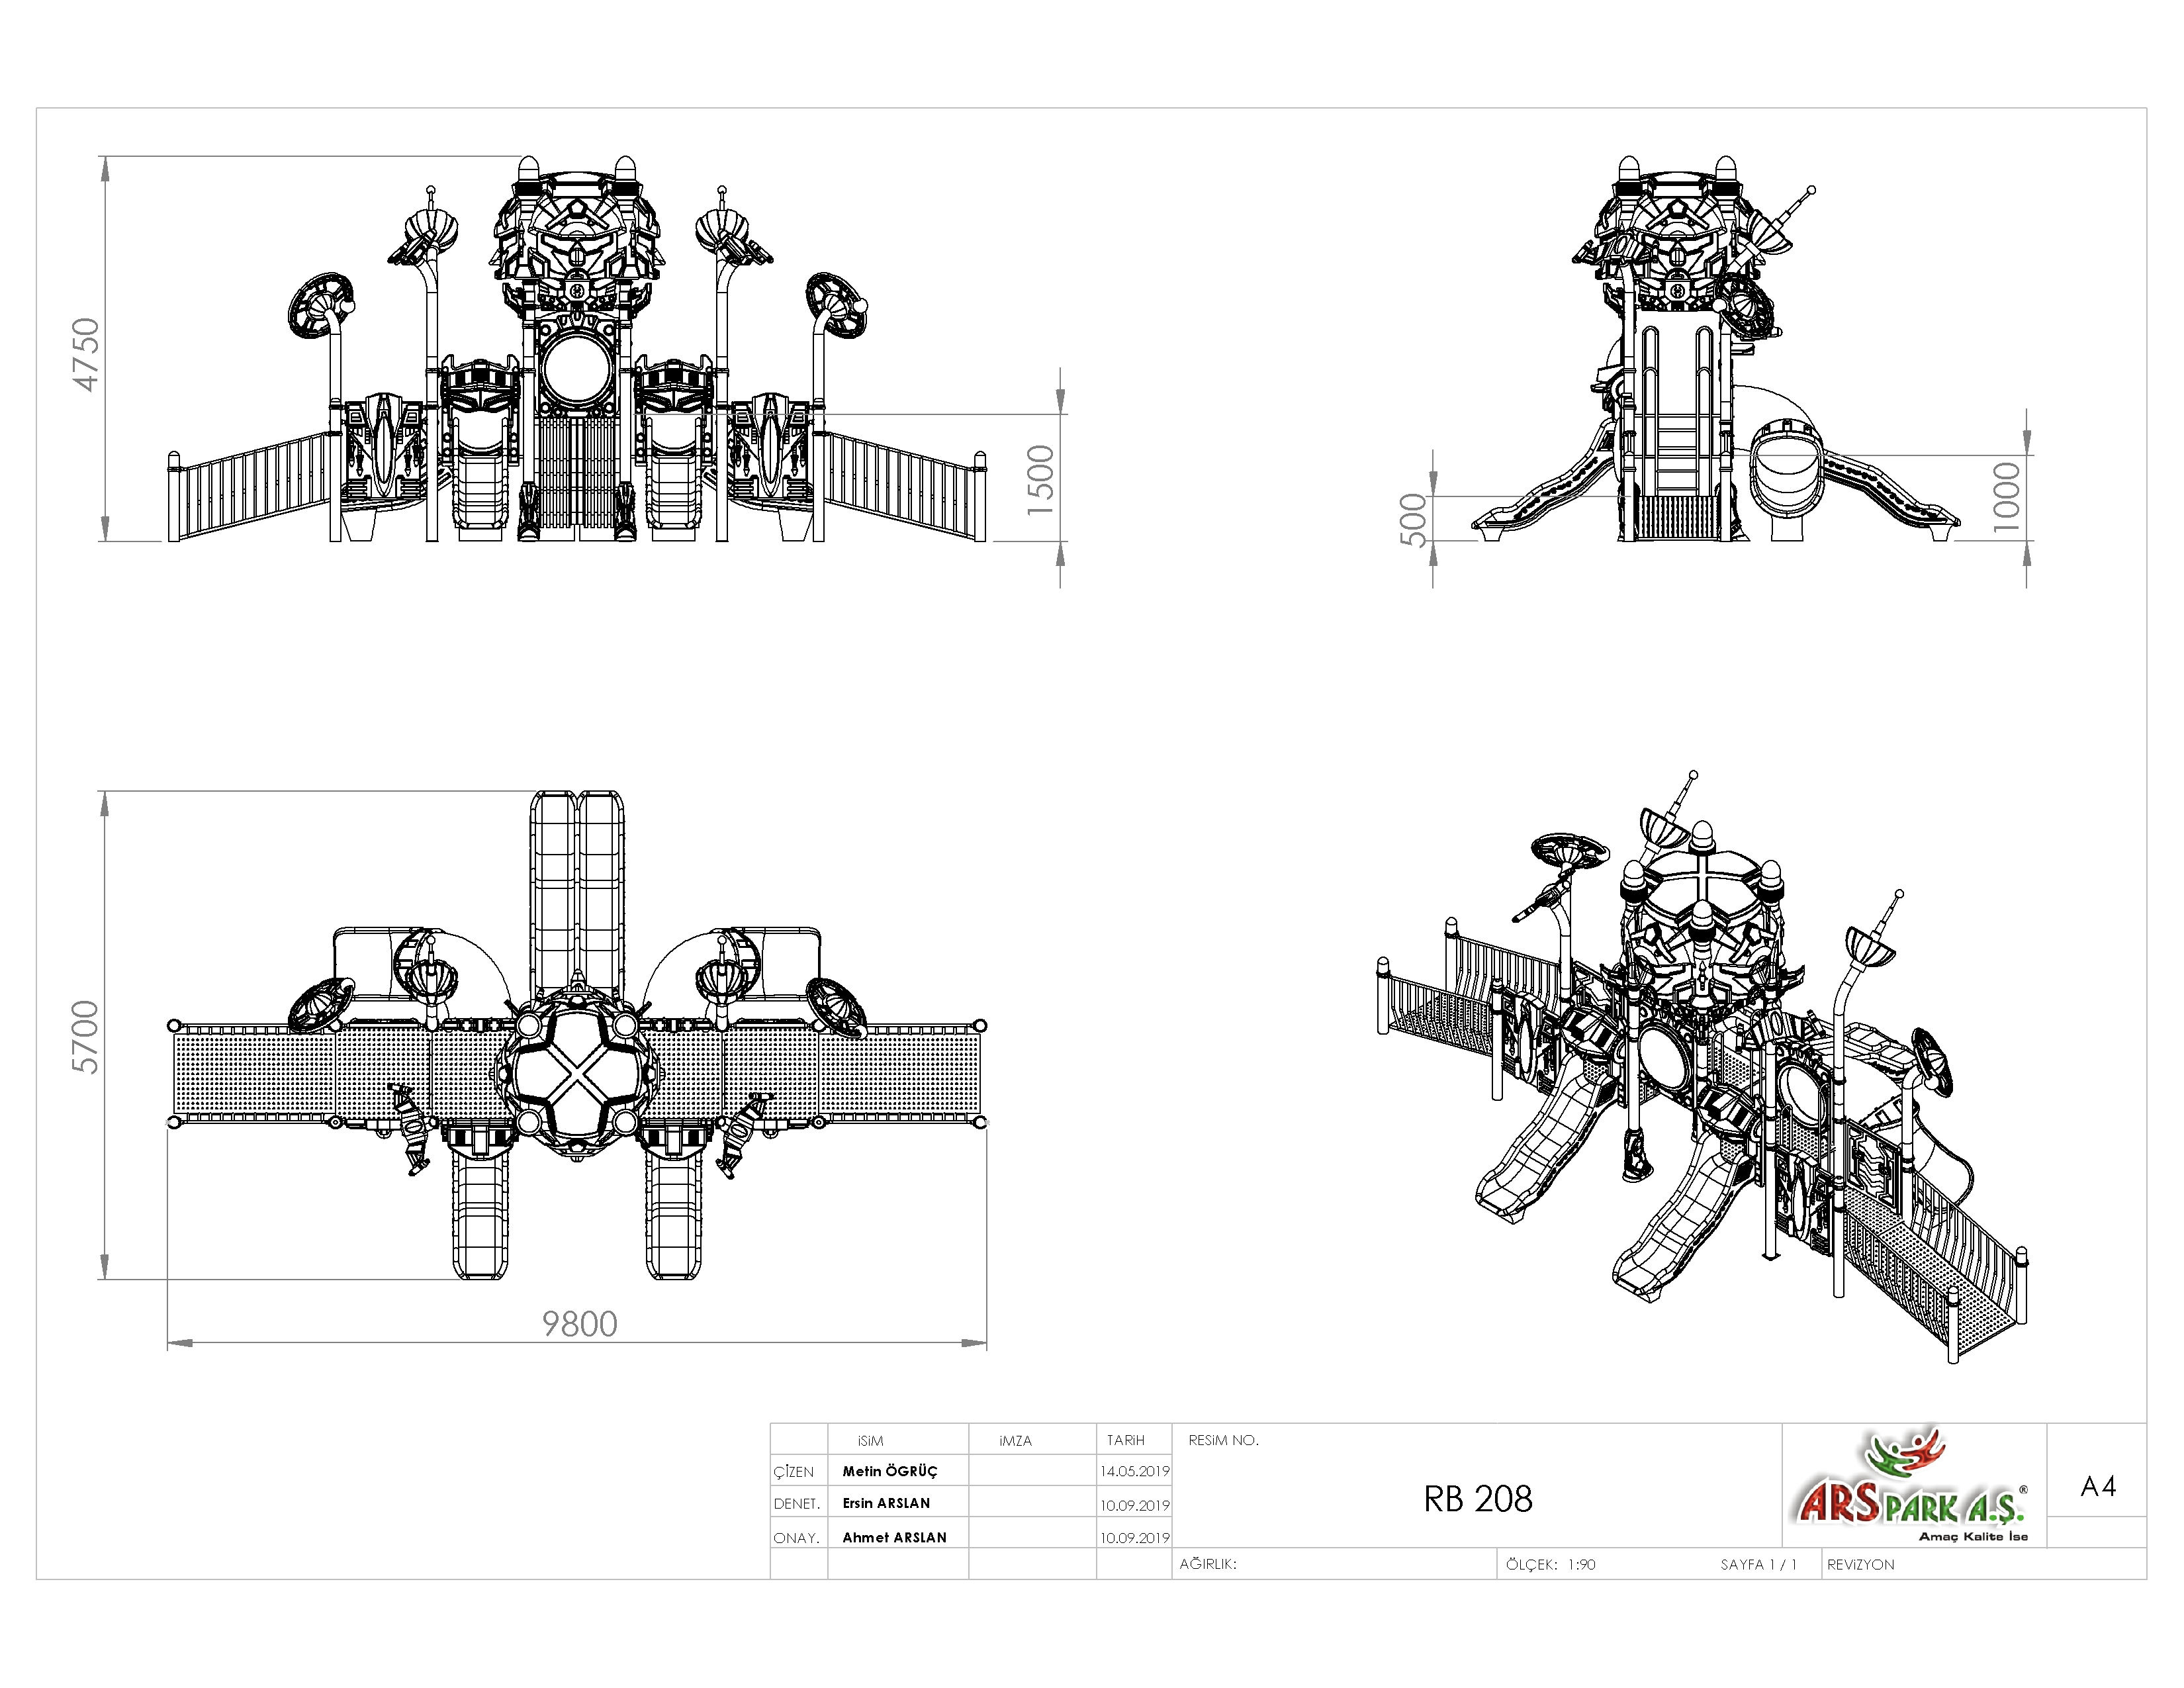 4750
1500
500
1000
5700
9800
İSİM İMZA TARİH RESİM NO.
ÇİZEN Metin ÖGRÜÇ 14.05.2019
DENET. Ersin ARSLAN 10.09.2019
ONAY. Ahmet ARSLAN 10.09.2019
RB 208
ARSPARK A.Ş.®
Amaç Kalite İse
A4
AĞIRLIK: ÖLÇEK: 1:90 SAYFA 1 / 1 REVİZYON